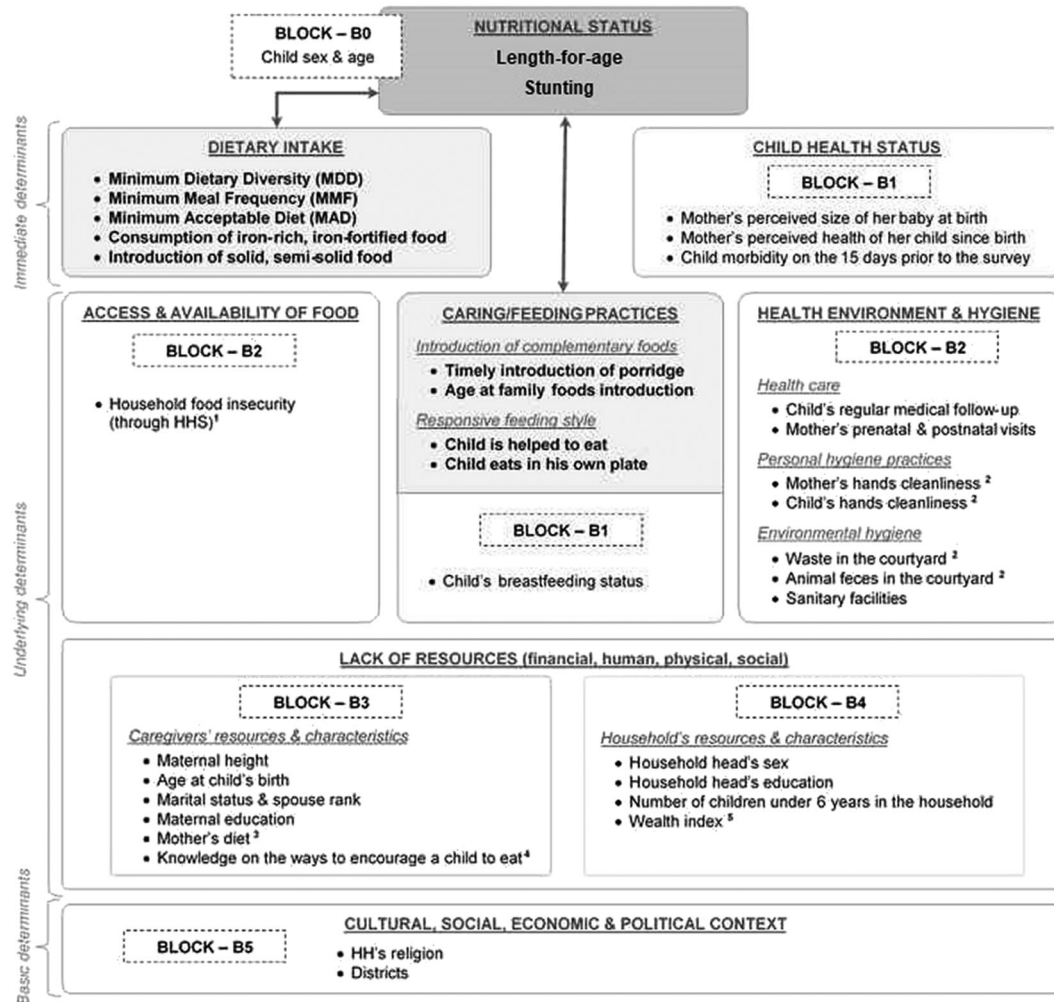 BLOCK – B0
Child sex & age
NUTRITIONAL STATUS
Length-for-age
Stunting
Immediate determinants
DIETARY INTAKE
• Minimum Dietary Diversity (MDD)
• Minimum Meal Frequency (MMF)
• Minimum Acceptable Diet (MAD)
• Consumption of iron-rich, iron-fortified food
• Introduction of solid, semi-solid food
CHILD HEALTH STATUS
BLOCK – B1
• Mother's perceived size of her baby at birth
• Mother's perceived health of her child since birth
• Child morbidity on the 15 days prior to the survey
Underlying determinants
ACCESS & AVAILABILITY OF FOOD
BLOCK – B2
• Household food insecurity
(through HHS)¹
CARING/FEEDING PRACTICES
Introduction of complementary foods
• Timely introduction of porridge
• Age at family foods introduction
Responsive feeding style
• Child is helped to eat
• Child eats in his own plate
BLOCK – B1
• Child's breastfeeding status
HEALTH ENVIRONMENT & HYGIENE
BLOCK – B2
Health care
• Child's regular medical follow-up
• Mother's prenatal & postnatal visits
Personal hygiene practices
• Mother's hands cleanliness ²
• Child's hands cleanliness ²
Environmental hygiene
• Waste in the courtyard ²
• Animal feces in the courtyard ²
• Sanitary facilities
LACK OF RESOURCES (financial, human, physical, social)
BLOCK – B3
Caregivers' resources & characteristics
• Maternal height
• Age at child's birth
• Marital status & spouse rank
• Maternal education
• Mother's diet ³
• Knowledge on the ways to encourage a child to eat⁴
BLOCK – B4
Household's resources & characteristics
• Household head's sex
• Household head's education
• Number of children under 6 years in the household
• Wealth index ⁵
Basic determinants
CULTURAL, SOCIAL, ECONOMIC & POLITICAL CONTEXT
BLOCK – B5
• HH's religion
• Districts